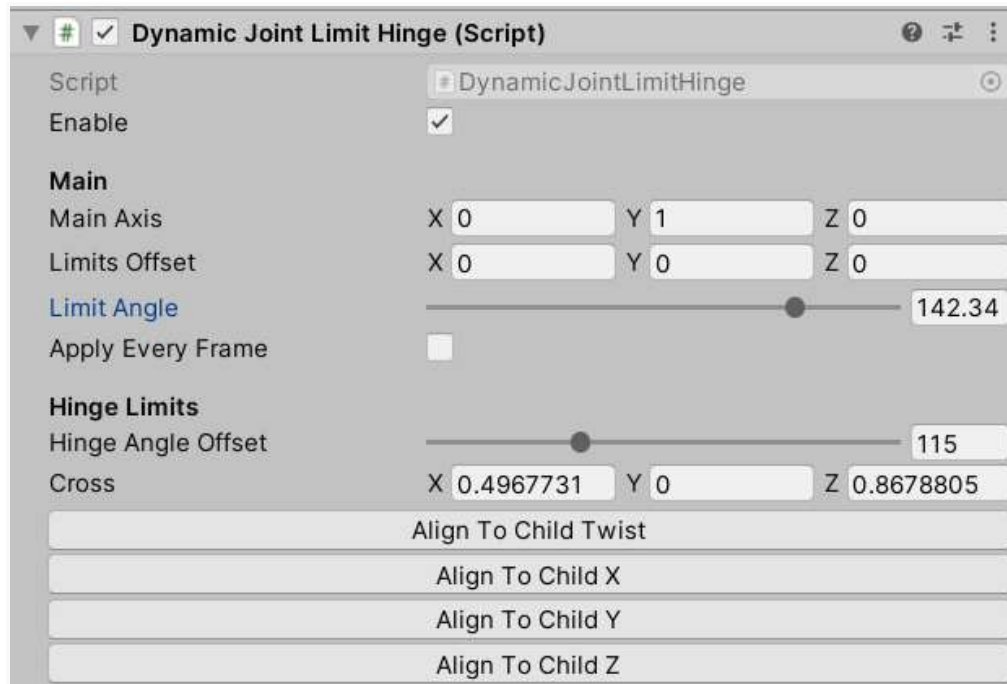 # Dynamic Joint Limit Hinge (Script)
Script # DynamicJointLimitHinge
Enable
Main
Main Axis X 0 Y 1 Z 0
Limits Offset X 0 Y 0 Z 0
Limit Angle 142.34
Apply Every Frame
Hinge Limits
Hinge Angle Offset 115
Cross X 0.4967731 Y 0 Z 0.8678805
Align To Child Twist
Align To Child X
Align To Child Y
Align To Child Z